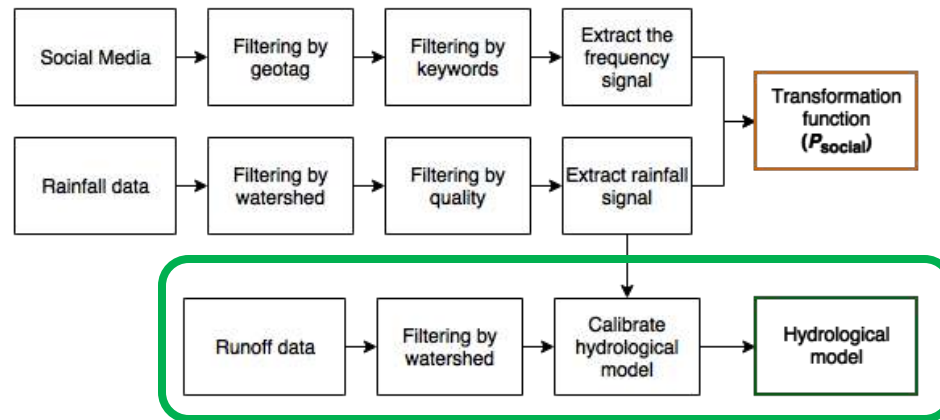 Social Media
Filtering by
geotag
Filtering by
keywords
Extract the
frequency
signal
Transformation
function
(Psocial)
Rainfall data
Filtering by
watershed
Filtering by
quality
Extract rainfall
signal
Runoff data
Filtering by
watershed
Calibrate
hydrological
model
Hydrological
model